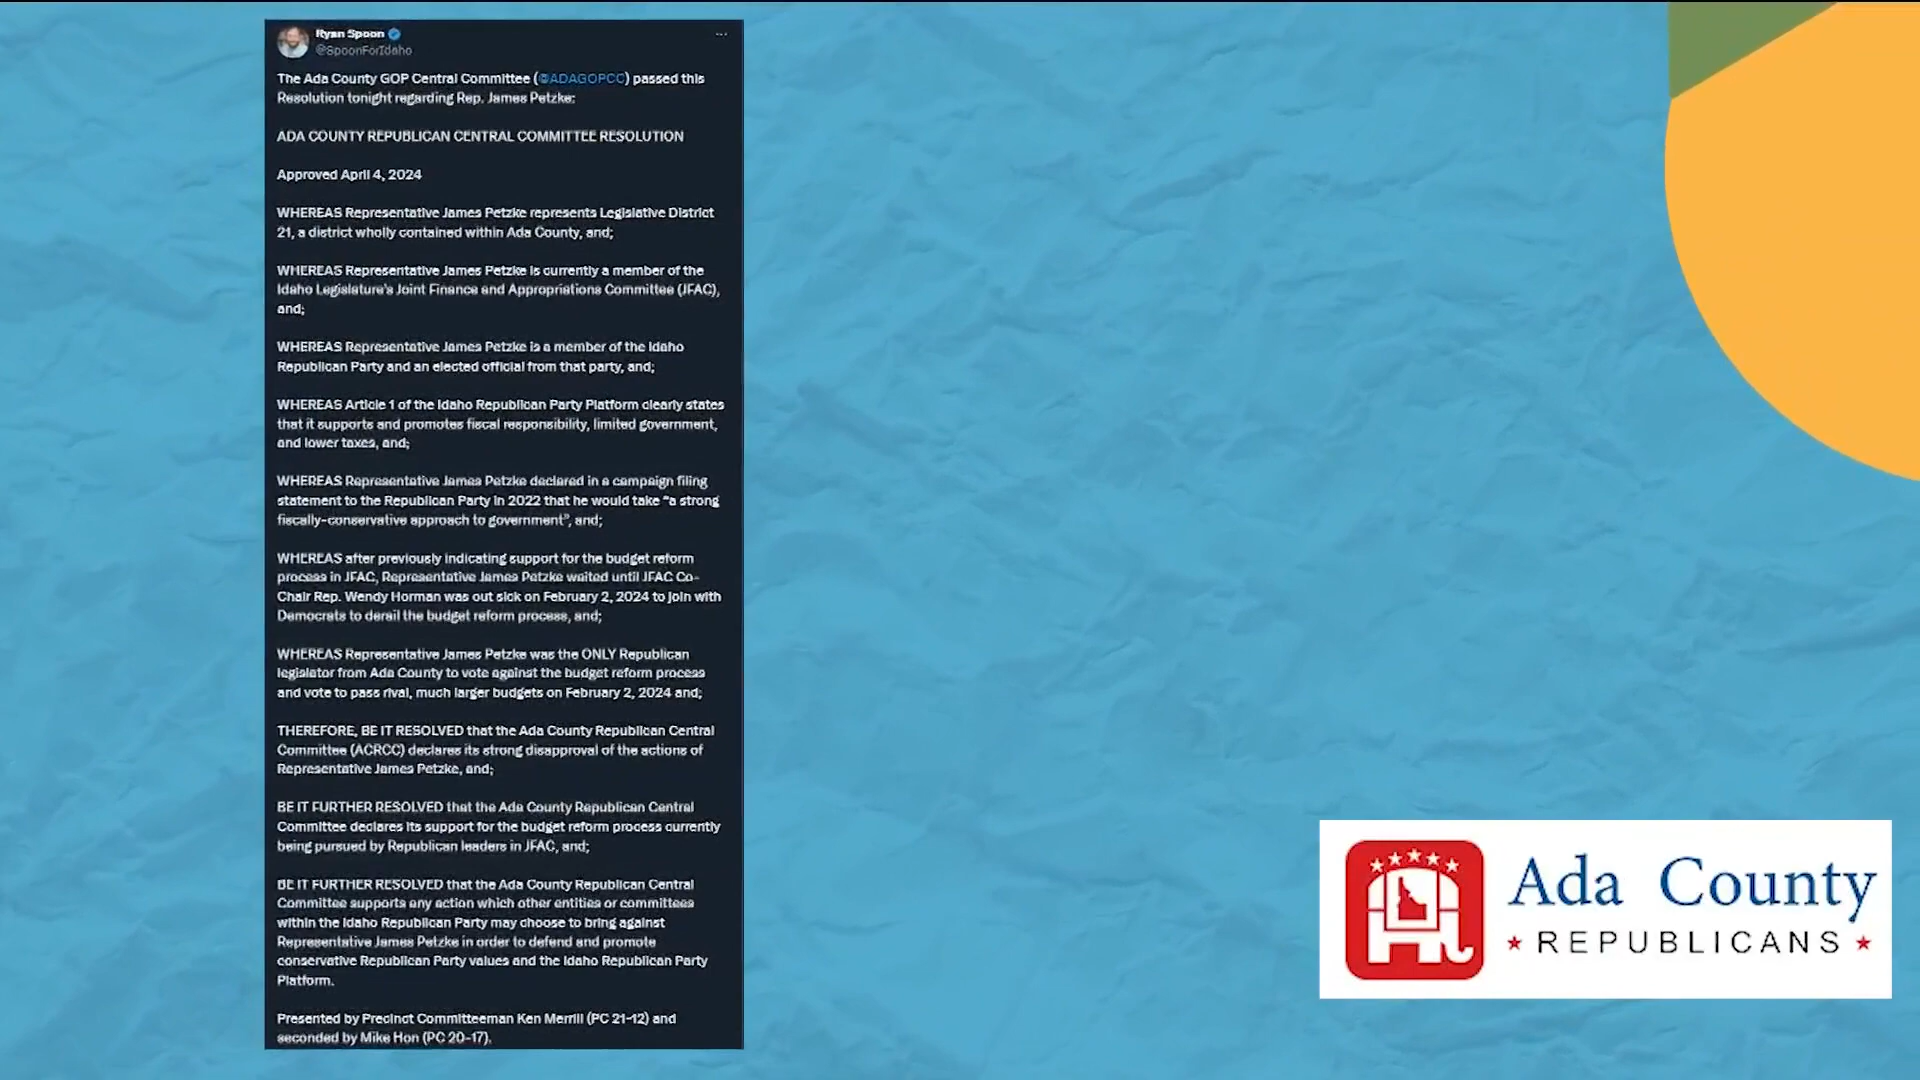 Ryan Spoon
@SpoonForIdaho
The Ada County GOP Central Committee (@ADAGOPCC) passed this
Resolution tonight regarding Rep. James Petzke:
ADA COUNTY REPUBLICAN CENTRAL COMMITTEE RESOLUTION
Approved April 4, 2024
WHEREAS Representative James Petzke represents Legislative District
21, a district wholly contained within Ada County, and;
WHEREAS Representative James Petzke is currently a member of the
Idaho Legislature's Joint Finance and Appropriations Committee (JFAC),
and;
WHEREAS Representative James Petzke is a member of the Idaho
Republican Party and an elected official from that party, and;
WHEREAS Article 1 of the Idaho Republican Party Platform clearly states
that it supports and promotes fiscal responsibility, limited government,
and lower taxes, and;
WHEREAS Representative James Petzke declared in a campaign filing
statement to the Republican Party in 2022 that he would take “a strong
fiscally-conservative approach to government”, and;
WHEREAS after previously indicating support for the budget reform
process in JFAC, Representative James Petzke waited until JFAC Co-
Chair Rep. Wendy Horman was out sick on February 2, 2024 to join with
Democrats to derail the budget reform process, and;
WHEREAS Representative James Petzke was the ONLY Republican
legislator from Ada County to vote against the budget reform process
and vote to pass rival, much larger budgets on February 2, 2024 and;
THEREFORE, BE IT RESOLVED that the Ada County Republican Central
Committee (ACRCC) declares its strong disapproval of the actions of
Representative James Petzke, and;
BE IT FURTHER RESOLVED that the Ada County Republican Central
Committee declares its support for the budget reform process currently
being pursued by Republican leaders in JFAC, and;
BE IT FURTHER RESOLVED that the Ada County Republican Central
Committee supports any action which other entities or committees
within the Idaho Republican Party may choose to bring against
Representative James Petzke in order to defend and promote
conservative Republican Party values and the Idaho Republican Party
Platform.
Presented by Precinct Committeeman Ken Merrill (PC 21-12) and
seconded by Mike Hon (PC 20-17).
Ada County
REPUBLICANS